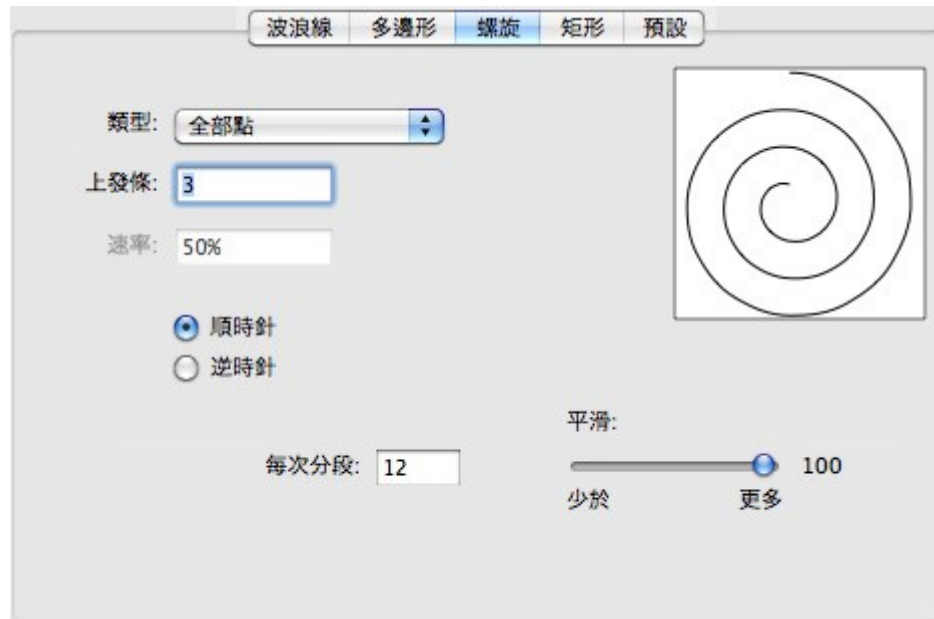 波浪線 多邊形 螺旋 矩形 預設
類型: 全部點
上發條: 3
速率: 50%
順時針
逆時針
平滑:
每次分段: 12
100
少於 更多